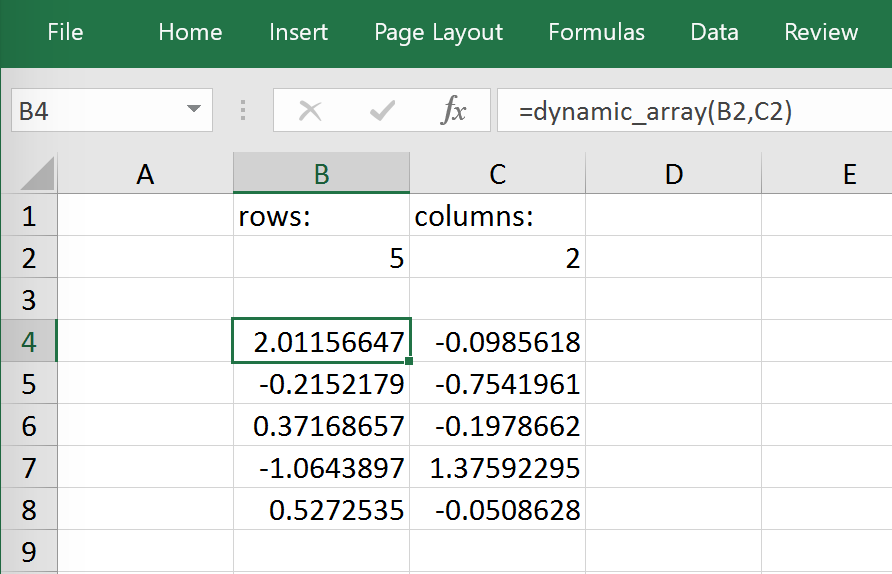 File Home Insert Page Layout Formulas Data Review
B4 fx =dynamic_array(B2,C2)
A B C D E
1 rows: columns:
2 5 2
3
4 2.01156647 -0.0985618
5 -0.2152179 -0.7541961
6 0.37168657 -0.1978662
7 -1.0643897 1.37592295
8 0.5272535 -0.0508628
9